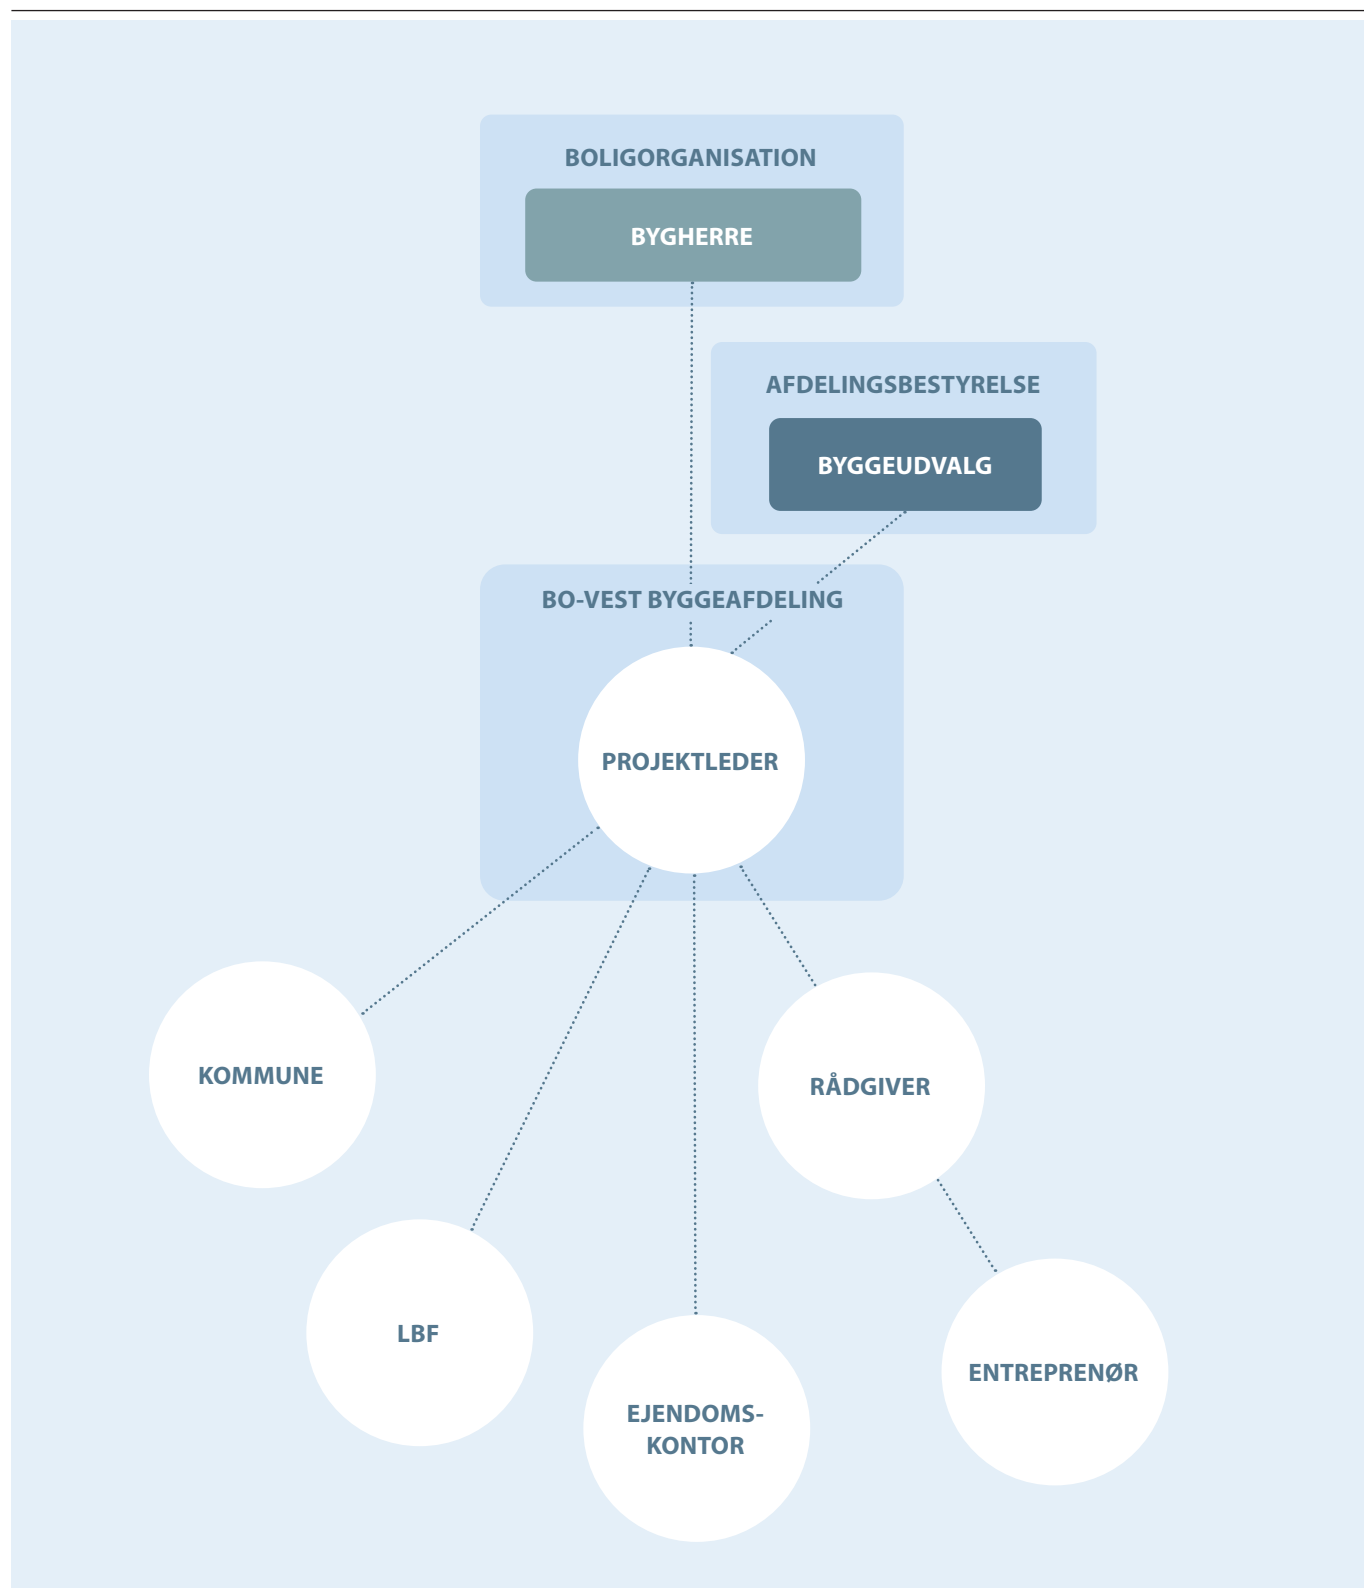 BOLIGORGANISATION
BYGHERRE
AFDELINGSBESTYRELSE
BYGGEUDVALG
BO-VEST BYGGEAFDELING
PROJEKTLEDER
KOMMUNE
RÅDGIVER
LBF
ENTREPRENØR
EJENDOMS-
KONTOR